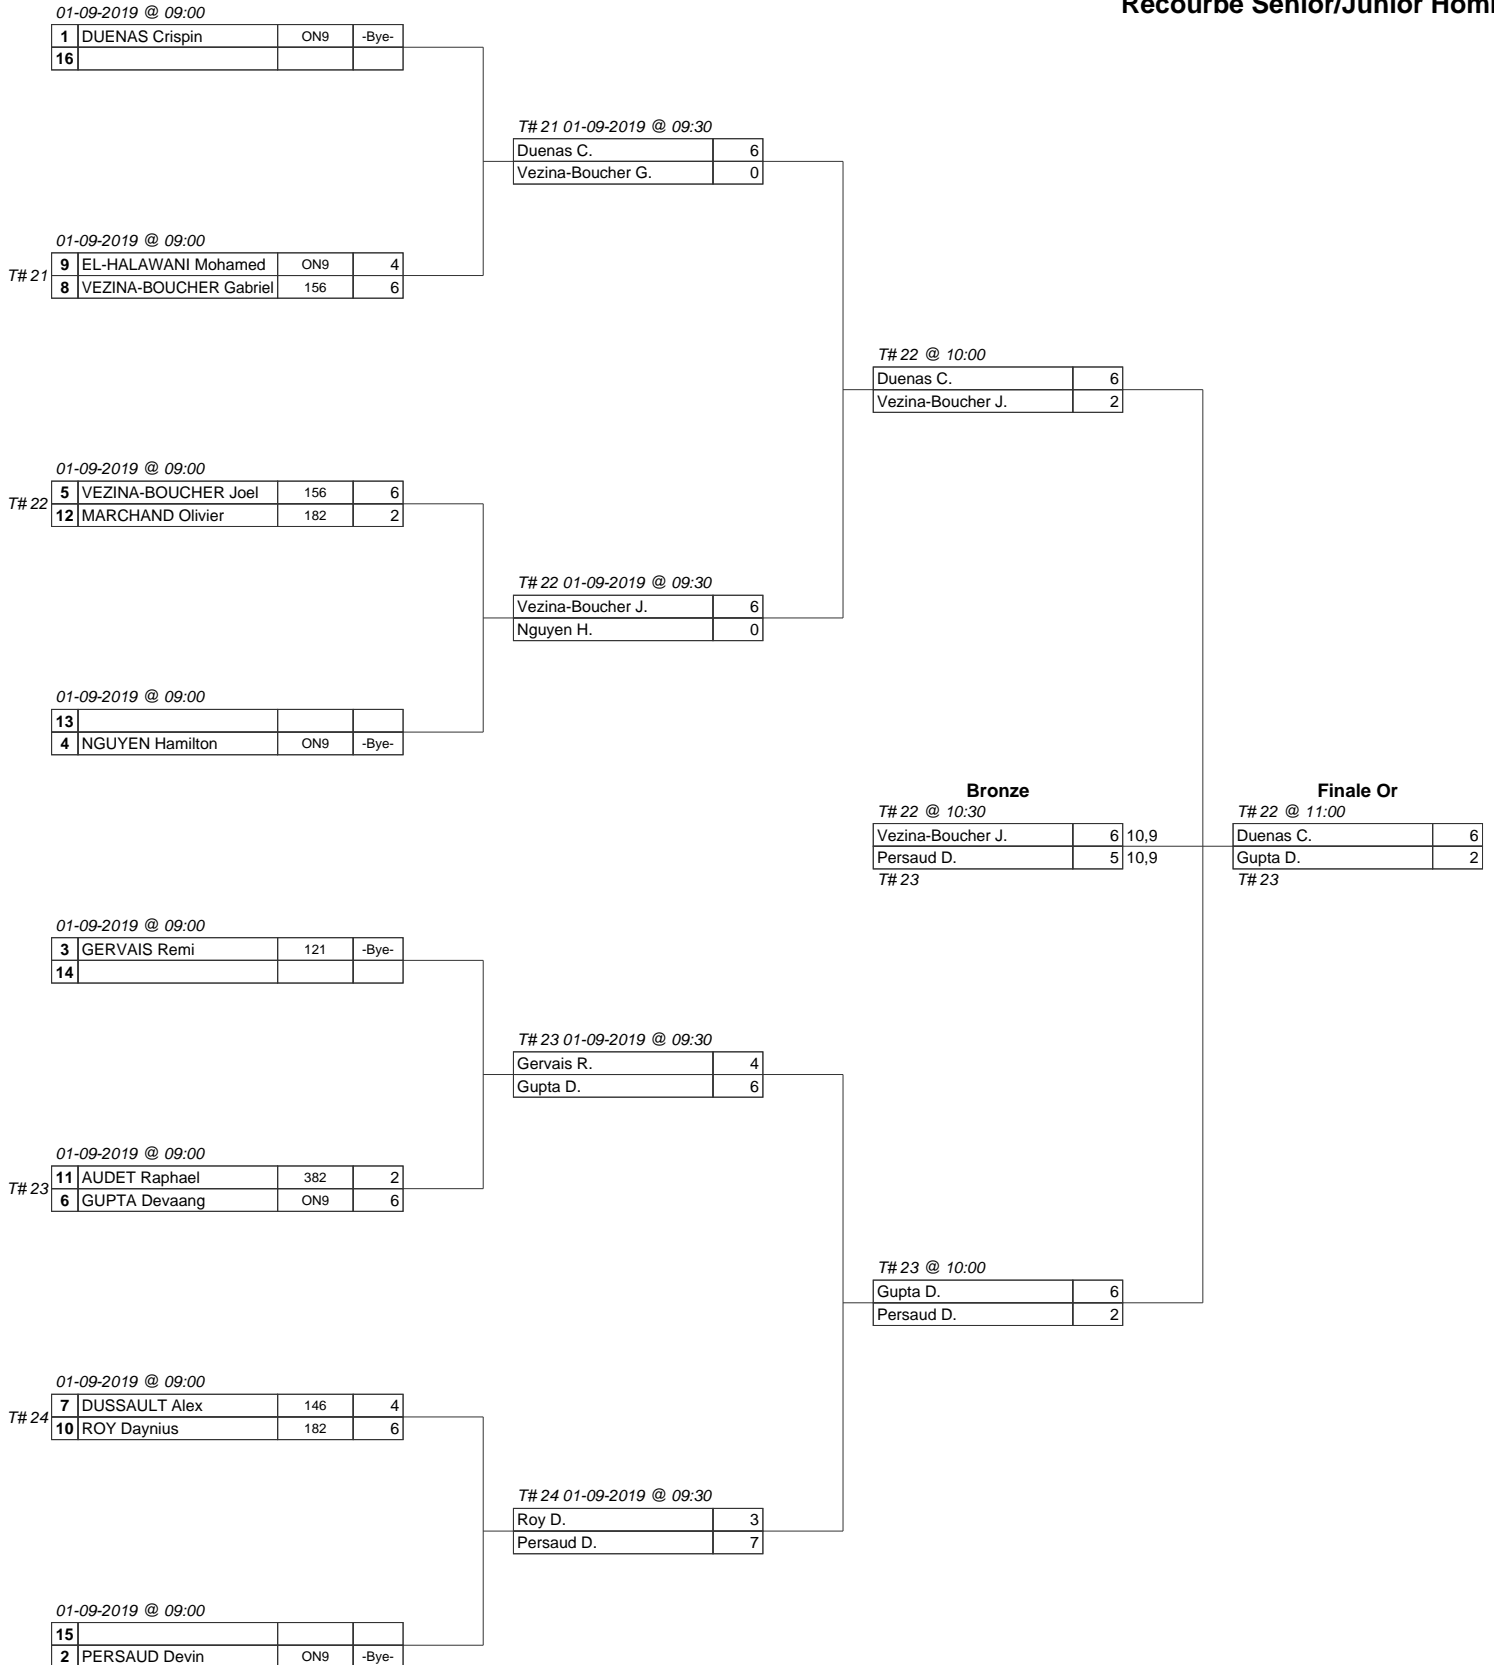 Recourbe Senior/Junior
01-09-2019 @ 09:00
1 DUENAS Crispin ON9 -Bye-
16
T# 21 01-09-2019 @ 09:30
Duenas C. 6
Vezina-Boucher G. 0
01-09-2019 @ 09:00
T# 21
9 EL-HALAWANI Mohamed ON9 4
8 VEZINA-BOUCHER Gabriel 156 6
T# 22 @ 10:00
Duenas C. 6
Vezina-Boucher J. 2
01-09-2019 @ 09:00
T# 22
5 VEZINA-BOUCHER Joel 156 6
12 MARCHAND Olivier 182 2
T# 22 01-09-2019 @ 09:30
Vezina-Boucher J. 6
Nguyen H. 0
01-09-2019 @ 09:00
13
4 NGUYEN Hamilton ON9 -Bye-
Bronze
T# 22 @ 10:30
Vezina-Boucher J. 6 10,9
Persaud D. 5 10,9
T# 23
Finale Or
T# 22 @ 11:00
Duenas C. 6
Gupta D. 2
T# 23
01-09-2019 @ 09:00
3 GERVAIS Remi 121 -Bye-
14
T# 23 01-09-2019 @ 09:30
Gervais R. 4
Gupta D. 6
01-09-2019 @ 09:00
T# 23
11 AUDET Raphael 382 2
6 GUPTA Devaang ON9 6
T# 23 @ 10:00
Gupta D. 6
Persaud D. 2
01-09-2019 @ 09:00
T# 24
7 DUSSAULT Alex 146 4
10 ROY Daynius 182 6
T# 24 01-09-2019 @ 09:30
Roy D. 3
Persaud D. 7
01-09-2019 @ 09:00
15
2 PERSAUD Devin ON9 -Bye-